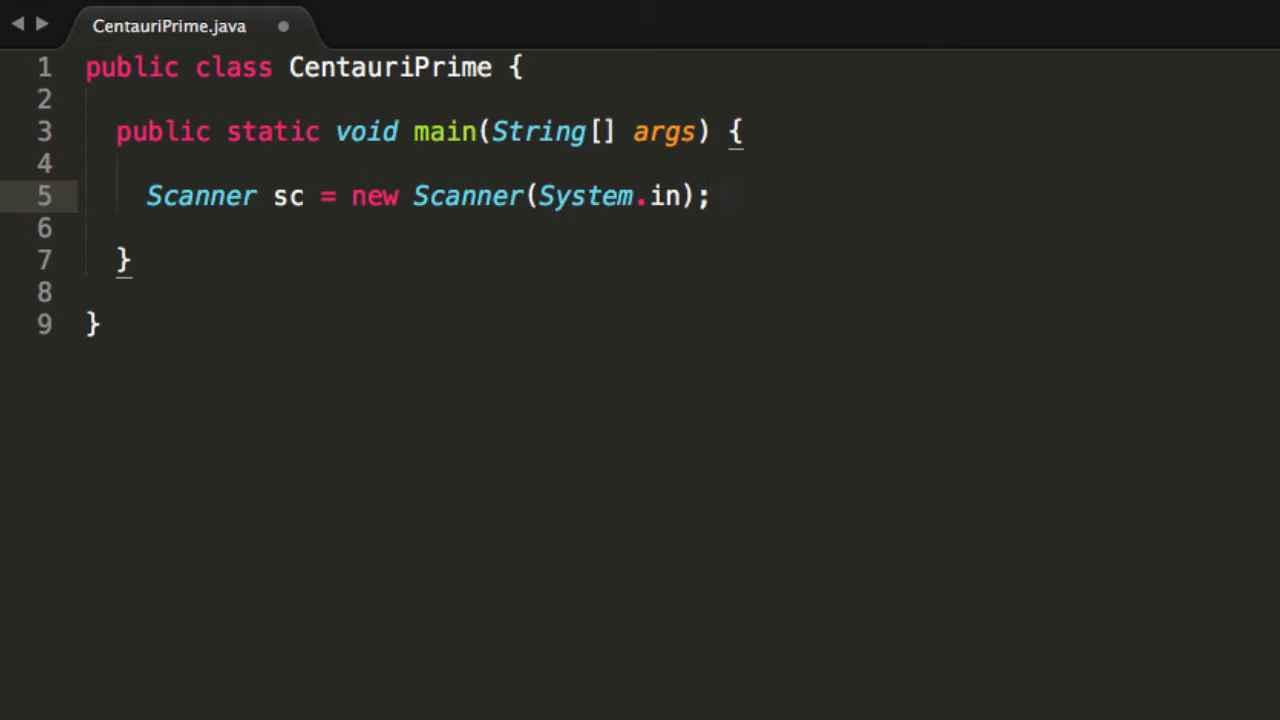 CentauriPrime.java
1 public class CentauriPrime {
2
3 public static void main(String[] args) {
4
5 Scanner sc = new Scanner(System.in);
6
7 }
8
9 }